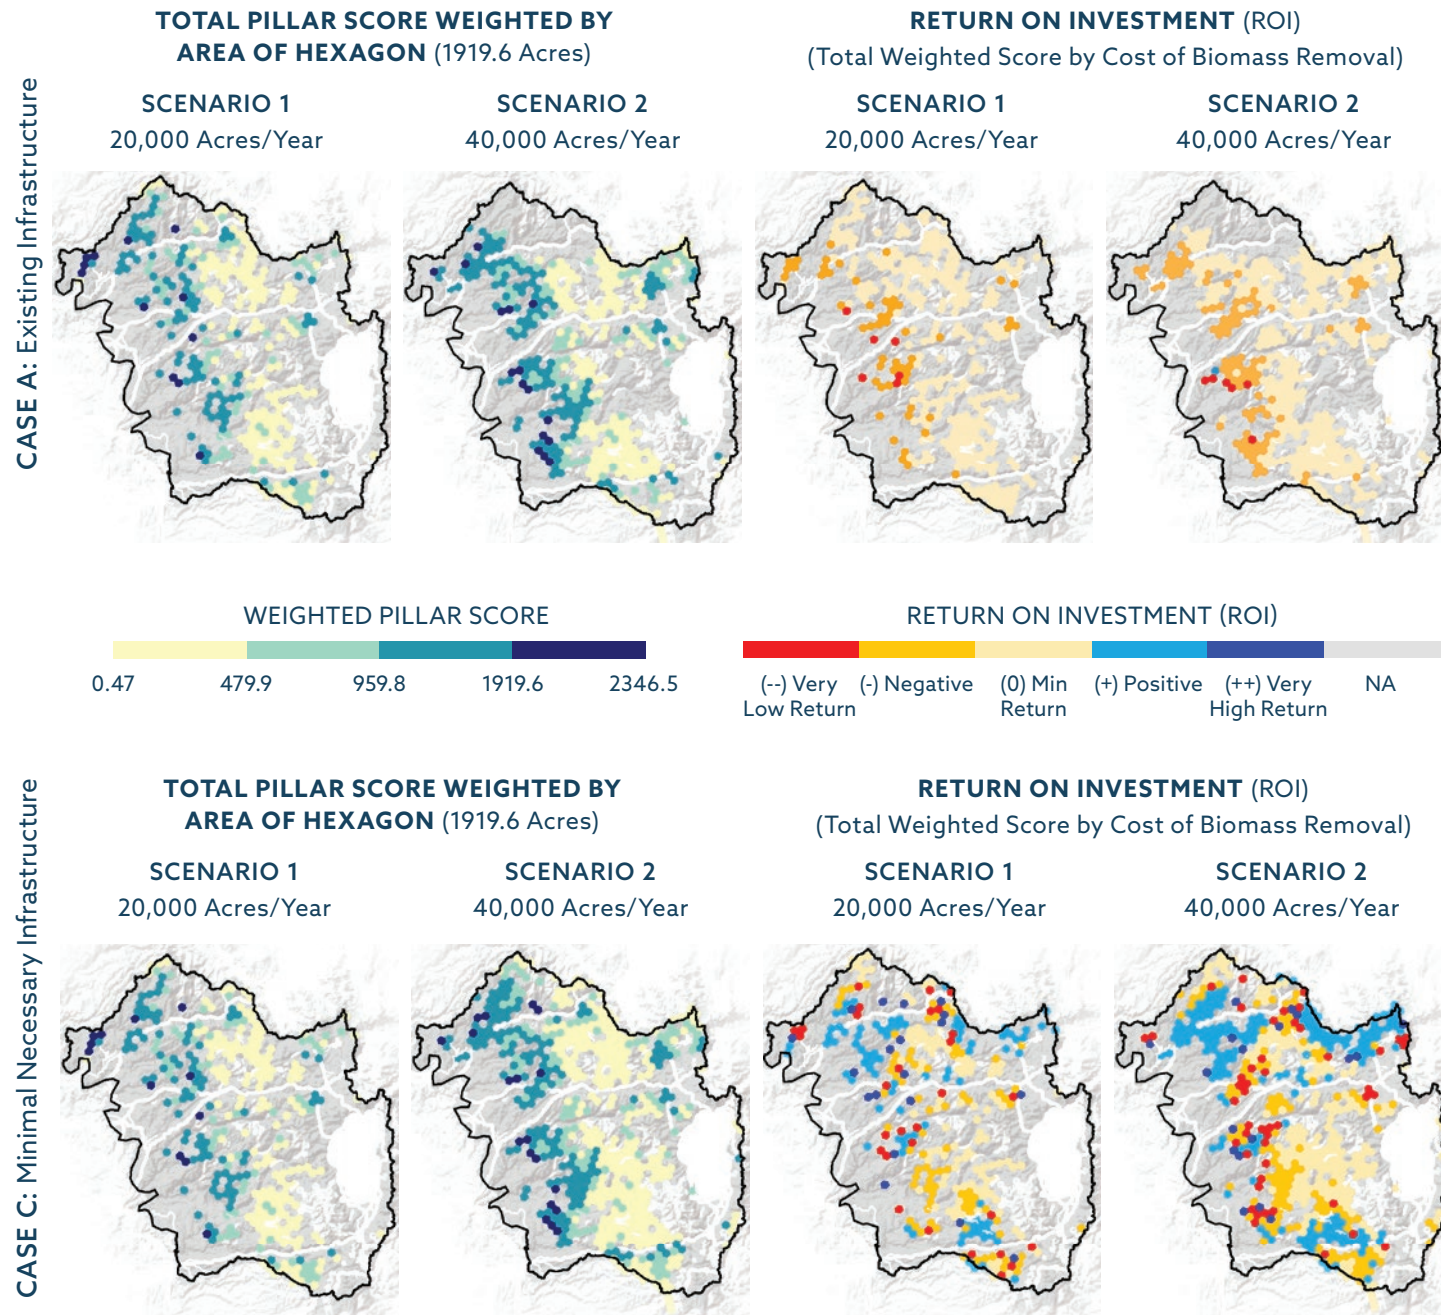 CASE A: Existing Infrastructure
TOTAL PILLAR SCORE WEIGHTED BY
AREA OF HEXAGON (1919.6 Acres)
SCENARIO 1
20,000 Acres/Year
SCENARIO 2
40,000 Acres/Year
RETURN ON INVESTMENT (ROI)
(Total Weighted Score by Cost of Biomass Removal)
SCENARIO 1
20,000 Acres/Year
SCENARIO 2
40,000 Acres/Year
WEIGHTED PILLAR SCORE
0.47
479.9
959.8
1919.6
2346.5
RETURN ON INVESTMENT (ROI)
(--) Very
Low Return
(-) Negative
(0) Min
Return
(+) Positive
(++) Very
High Return
NA
CASE C: Minimal Necessary Infrastructure
TOTAL PILLAR SCORE WEIGHTED BY
AREA OF HEXAGON (1919.6 Acres)
SCENARIO 1
20,000 Acres/Year
SCENARIO 2
40,000 Acres/Year
RETURN ON INVESTMENT (ROI)
(Total Weighted Score by Cost of Biomass Removal)
SCENARIO 1
20,000 Acres/Year
SCENARIO 2
40,000 Acres/Year